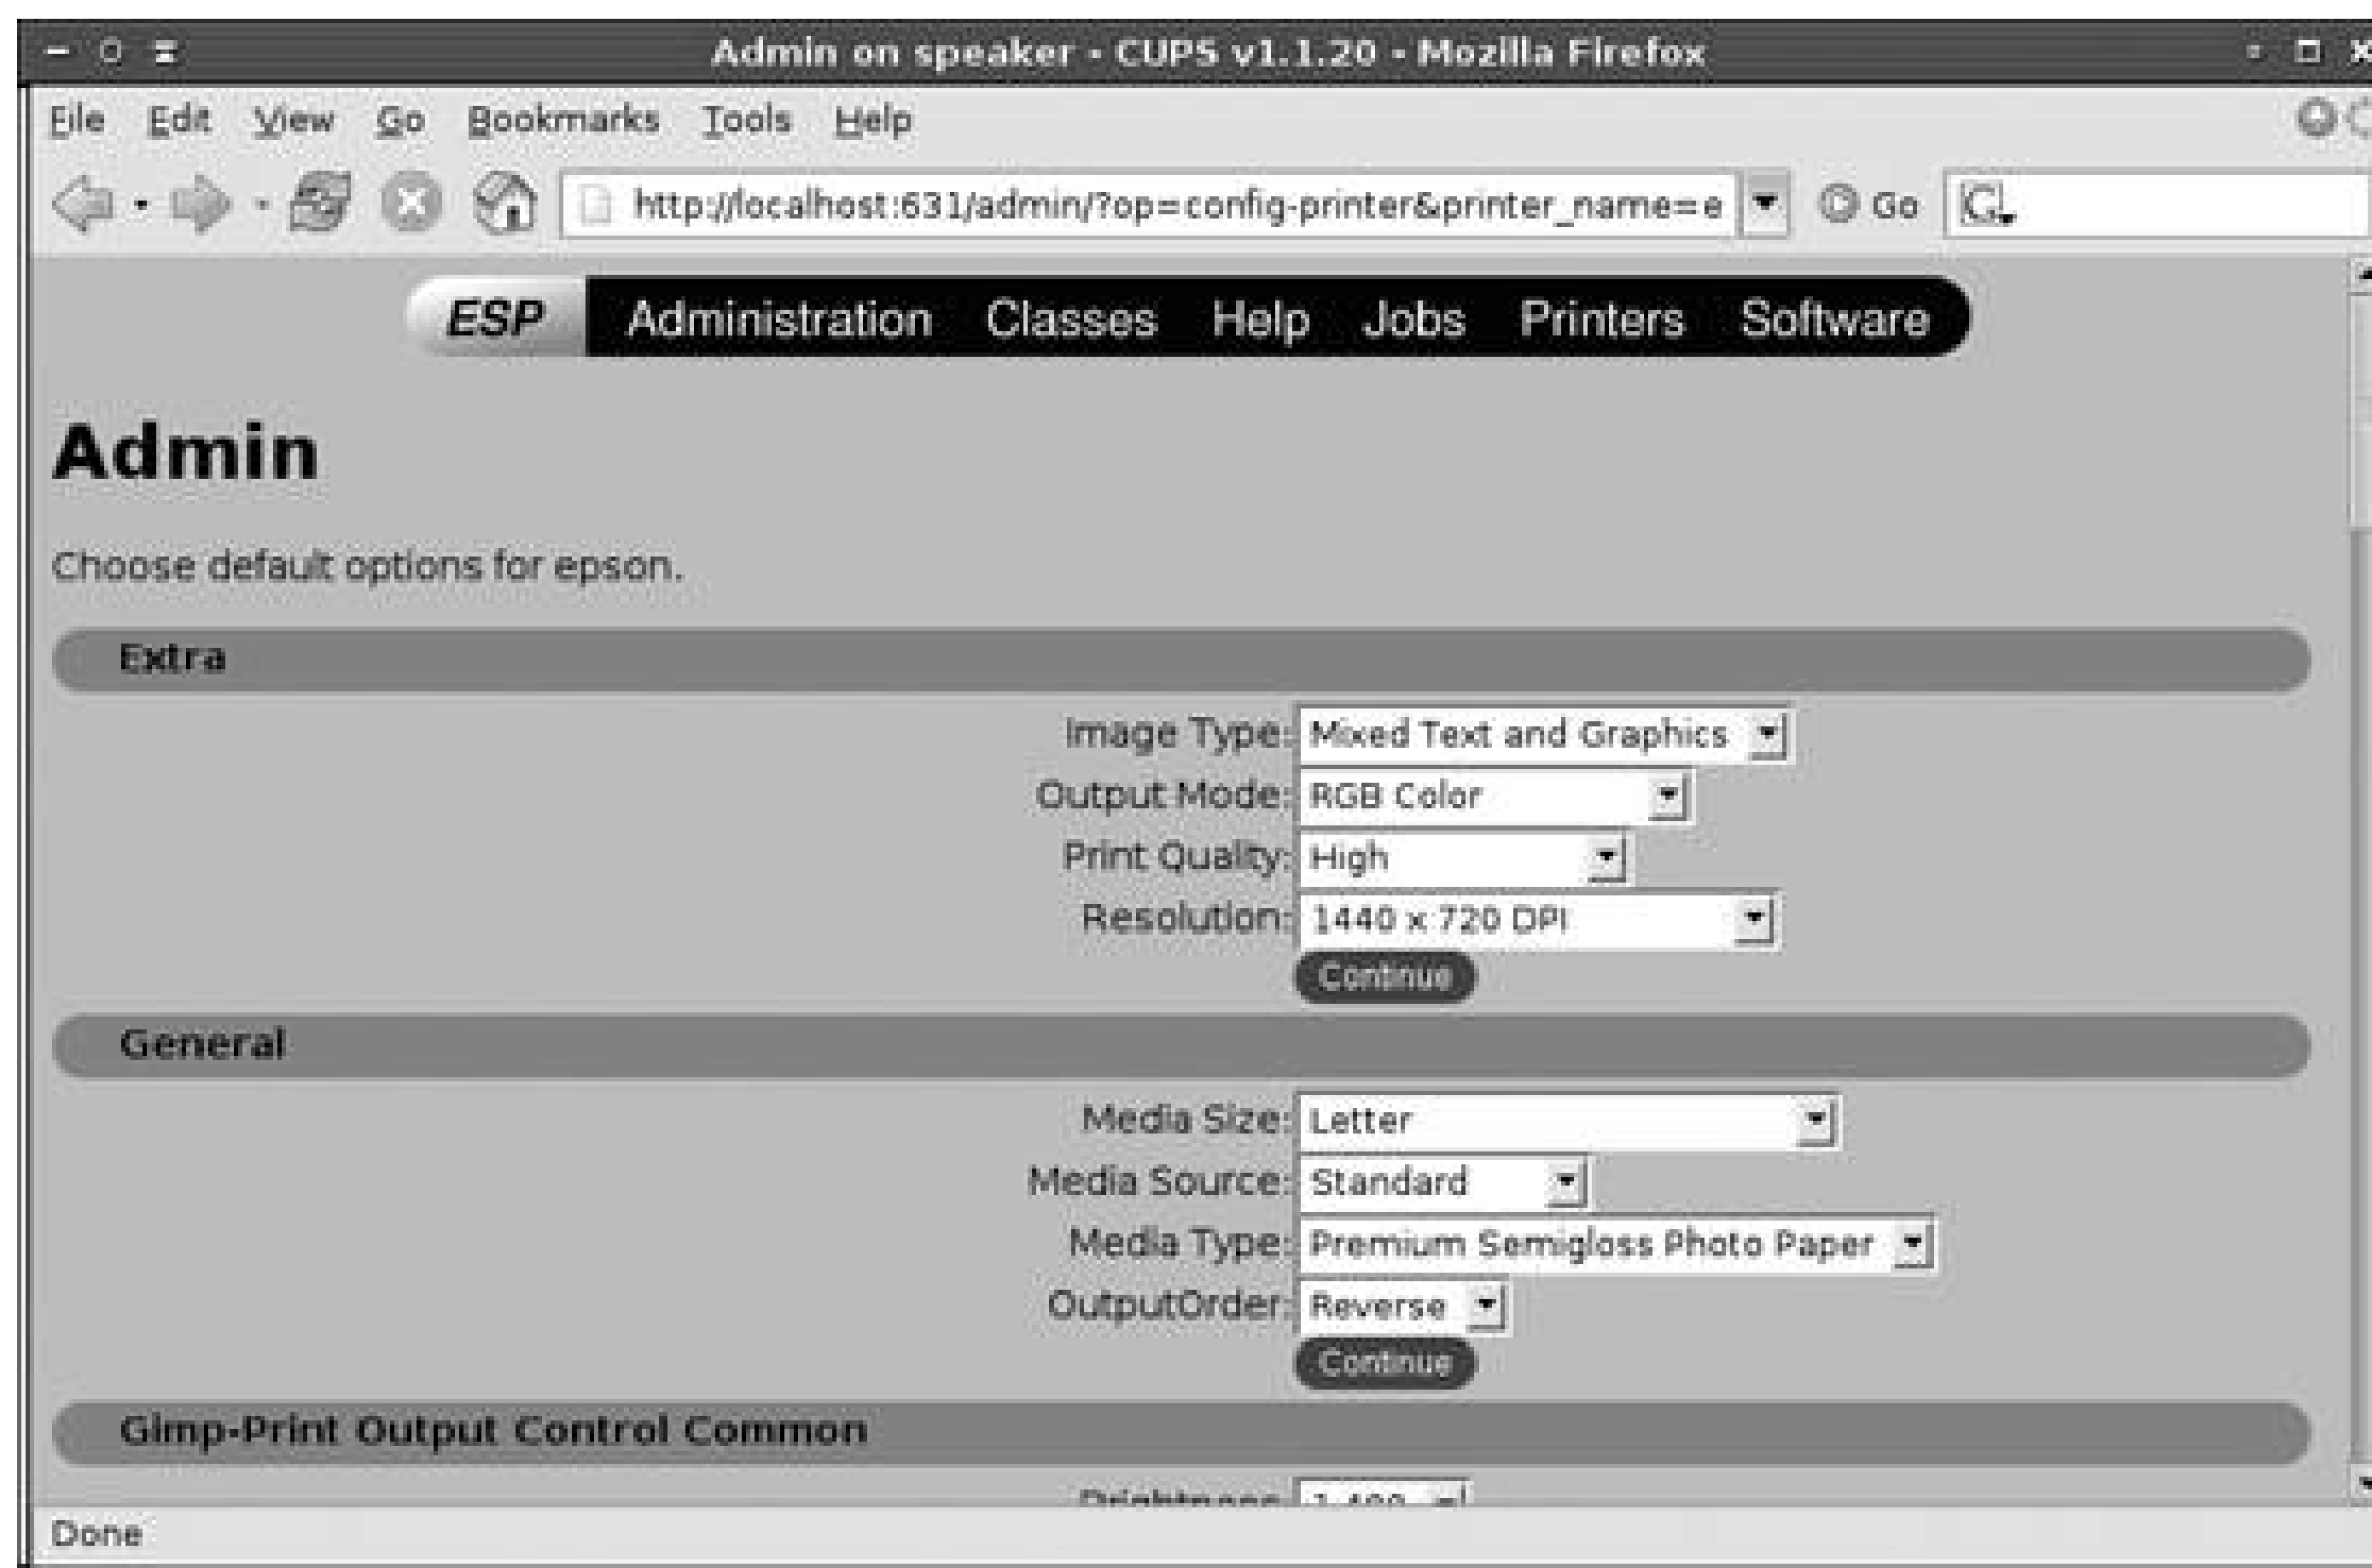 Admin on speaker - CUPS v1.1.20 - Mozilla Firefox
File Edit View Go Bookmarks Tools Help
http://localhost:631/admin/?op=config-printer&printer_name=e Go G
ESP Administration Classes Help Jobs Printers Software
Admin
Choose default options for epson.
Extra
Image Type: Mixed Text and Graphics
Output Mode: RGB Color
Print Quality: High
Resolution: 1440 x 720 DPI
Continue
General
Media Size: Letter
Media Source: Standard
Media Type: Premium Semigloss Photo Paper
OutputOrder: Reverse
Continue
Gimp-Print Output Control Common
Done